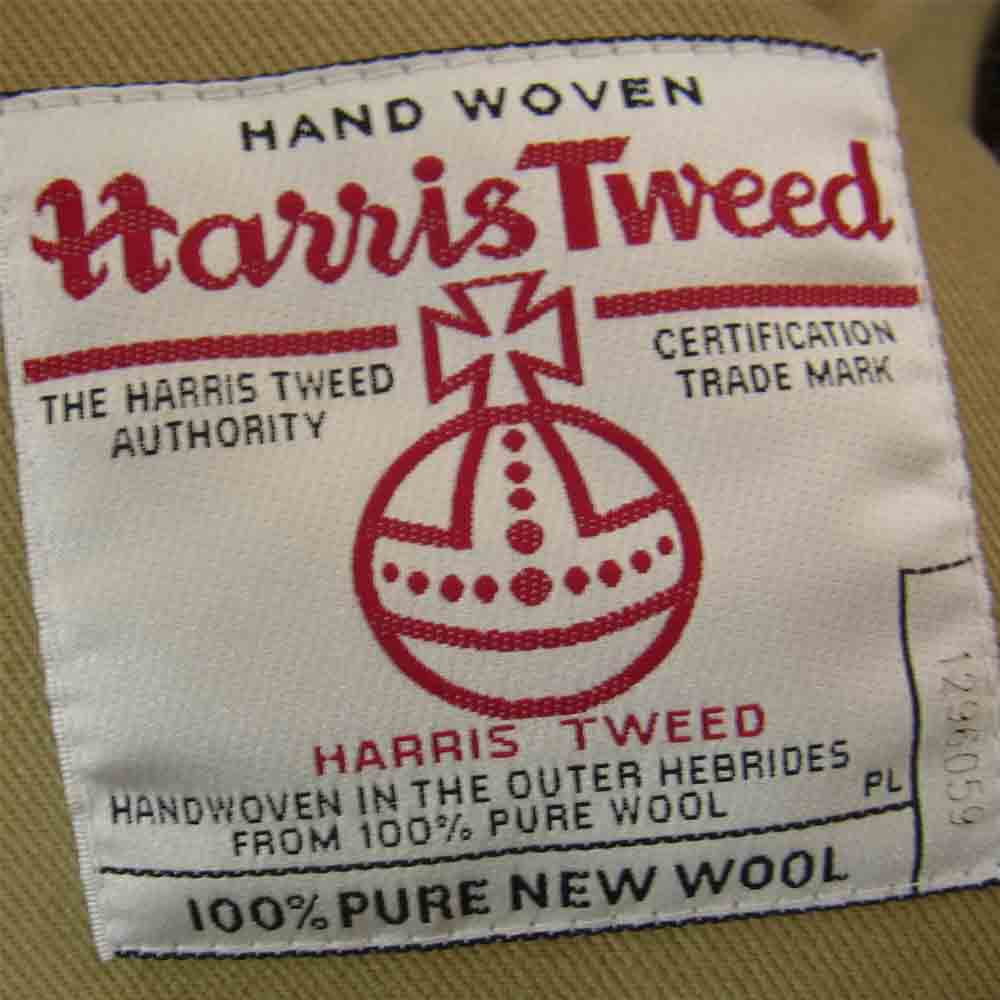 HAND WOVEN
Harris Tweed
THE HARRIS TWEED
AUTHORITY
CERTIFICATION
TRADE MARK
HARRIS TWEED
HANDWOVEN IN THE OUTER HEBRIDES
FROM 100% PURE WOOL
PL
100% PURE NEW WOOL
1296059